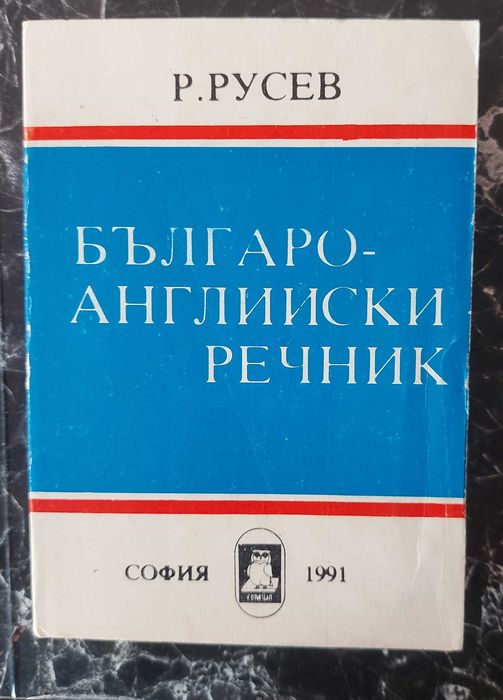 Р. РУСЕВ
БЪЛГАРО-
АНГЛИИСКИ
РЕЧНИК
СОФИЯ 1991